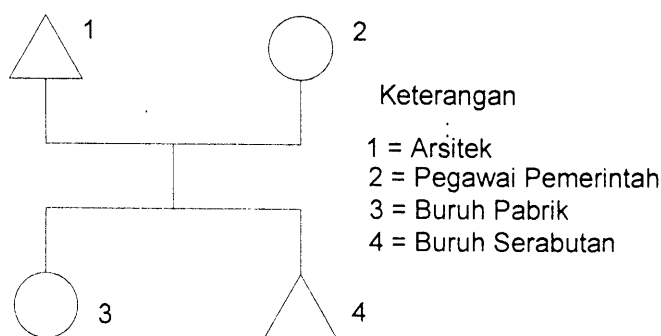 1
2
Keterangan
:
1 = Arsitek
2 = Pegawai Pemerintah
3 = Buruh Pabrik
4 = Buruh Serabutan
3
4